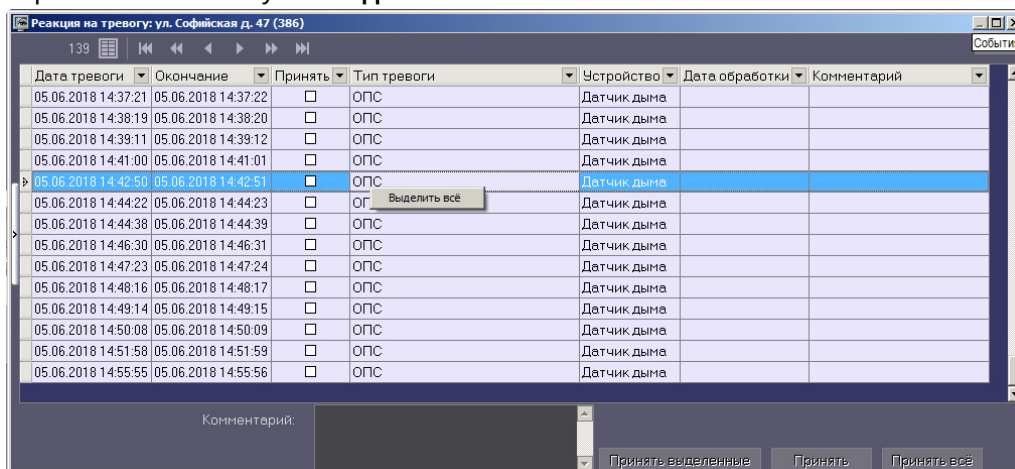 Реакция на тревогу: ул. Софийская д. 47 (386)
139
События
Дата тревоги Окончание Принять Тип тревоги Устройство Дата обработки Комментарий
05.06.2018 14:37:21 05.06.2018 14:37:22 ОПС Датчик дыма
05.06.2018 14:38:19 05.06.2018 14:38:20 ОПС Датчик дыма
05.06.2018 14:39:11 05.06.2018 14:39:12 ОПС Датчик дыма
05.06.2018 14:41:00 05.06.2018 14:41:01 ОПС Датчик дыма
05.06.2018 14:42:50 05.06.2018 14:42:51 ОПС Датчик дыма
Выделить всё
05.06.2018 14:44:22 05.06.2018 14:44:23 Датчик дыма
05.06.2018 14:44:38 05.06.2018 14:44:39 ОПС Датчик дыма
05.06.2018 14:46:30 05.06.2018 14:46:31 ОПС Датчик дыма
05.06.2018 14:47:23 05.06.2018 14:47:24 ОПС Датчик дыма
05.06.2018 14:48:16 05.06.2018 14:48:17 ОПС Датчик дыма
05.06.2018 14:49:14 05.06.2018 14:49:15 ОПС Датчик дыма
05.06.2018 14:50:08 05.06.2018 14:50:09 ОПС Датчик дыма
05.06.2018 14:51:58 05.06.2018 14:51:59 ОПС Датчик дыма
05.06.2018 14:55:55 05.06.2018 14:55:56 ОПС Датчик дыма
Комментарий:
Принять выделенные Принять Принять всё